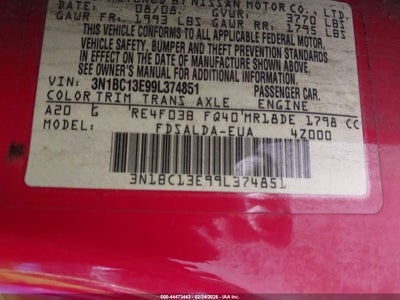 BY NISSAN MOTOR CO., LTD.
DATE: 08/08. GVWR: 3770 LBS
GAWR FR: 1993 LBS GAWR RR: 1795 LBS
THIS VEHICLE CONFORMS TO ALL APPLICABLE FEDERAL MOTOR
VEHICLE SAFETY, BUMPER AND THEFT PREVENTION STANDARDS IN
EFFECT ON THE DATE OF MANUFACTURE SHOWN ABOVE.
SEE OWNER'S MANUAL FOR MORE INFORMATION.
VIN: 3N1BC13E99L374851 PASSENGER CAR.
COLOR TRIM TRANS AXLE ENGINE
A20 G RE4F03B FQ40 MR18DE 1798 CC
MODEL FDSALDA-EUA 4Z000
3N1BC13E99L374851
000-44473443 - 02/24/2026 - IAA, Inc.